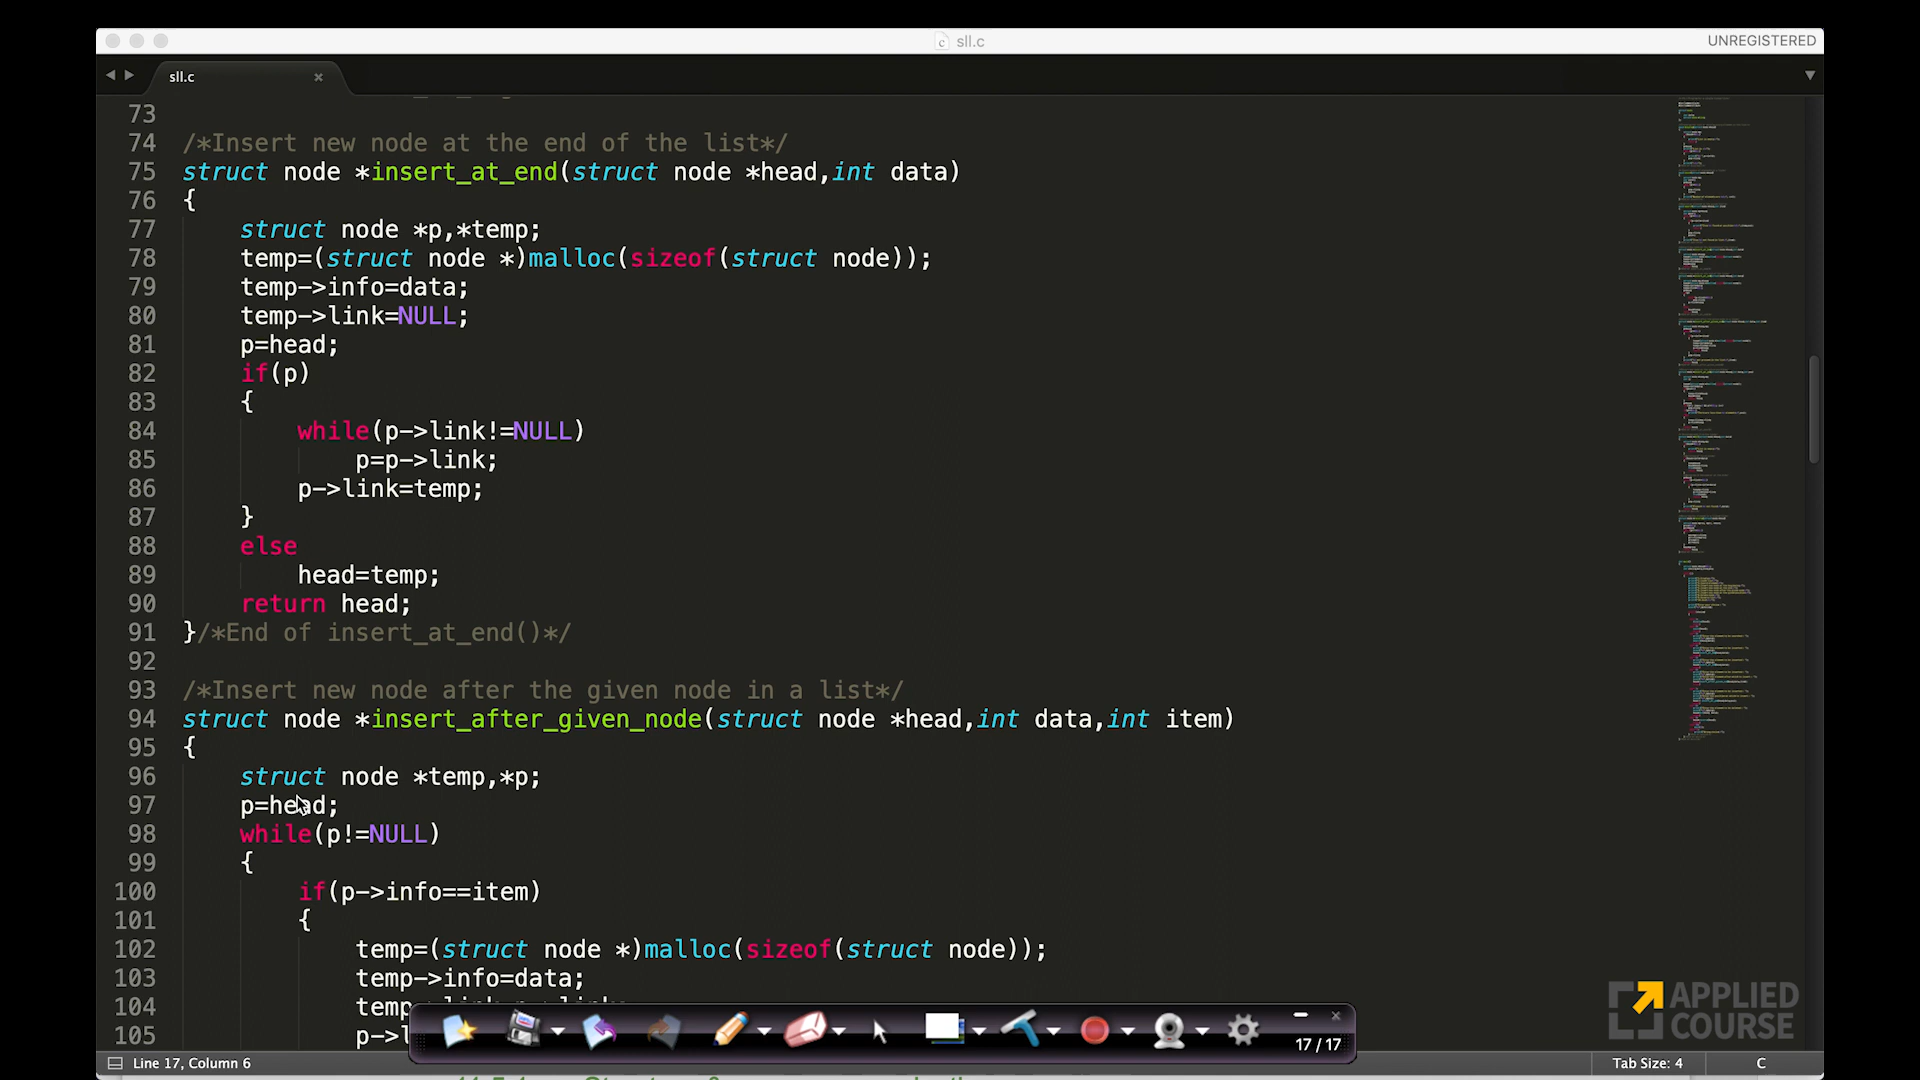 sll.c
UNREGISTERED
sll.c
73
74 /*Insert new node at the end of the list*/
75 struct node *insert_at_end(struct node *head,int data)
76 {
77 struct node *p,*temp;
78 temp=(struct node *)malloc(sizeof(struct node));
79 temp->info=data;
80 temp->link=NULL;
81 p=head;
82 if(p)
83 {
84 while(p->link!=NULL)
85 p=p->link;
86 p->link=temp;
87 }
88 else
89 head=temp;
90 return head;
91 }/*End of insert_at_end()*/
92
93 /*Insert new node after the given node in a list*/
94 struct node *insert_after_given_node(struct node *head,int data,int item)
95 {
96 struct node *temp,*p;
97 p=head;
98 while(p!=NULL)
99 {
100 if(p->info==item)
101 {
102 temp=(struct node *)malloc(sizeof(struct node));
103 temp->info=data;
104 temp
105 p->l
17 / 17
APPLIED
COURSE
Line 17, Column 6
Tab Size: 4
C